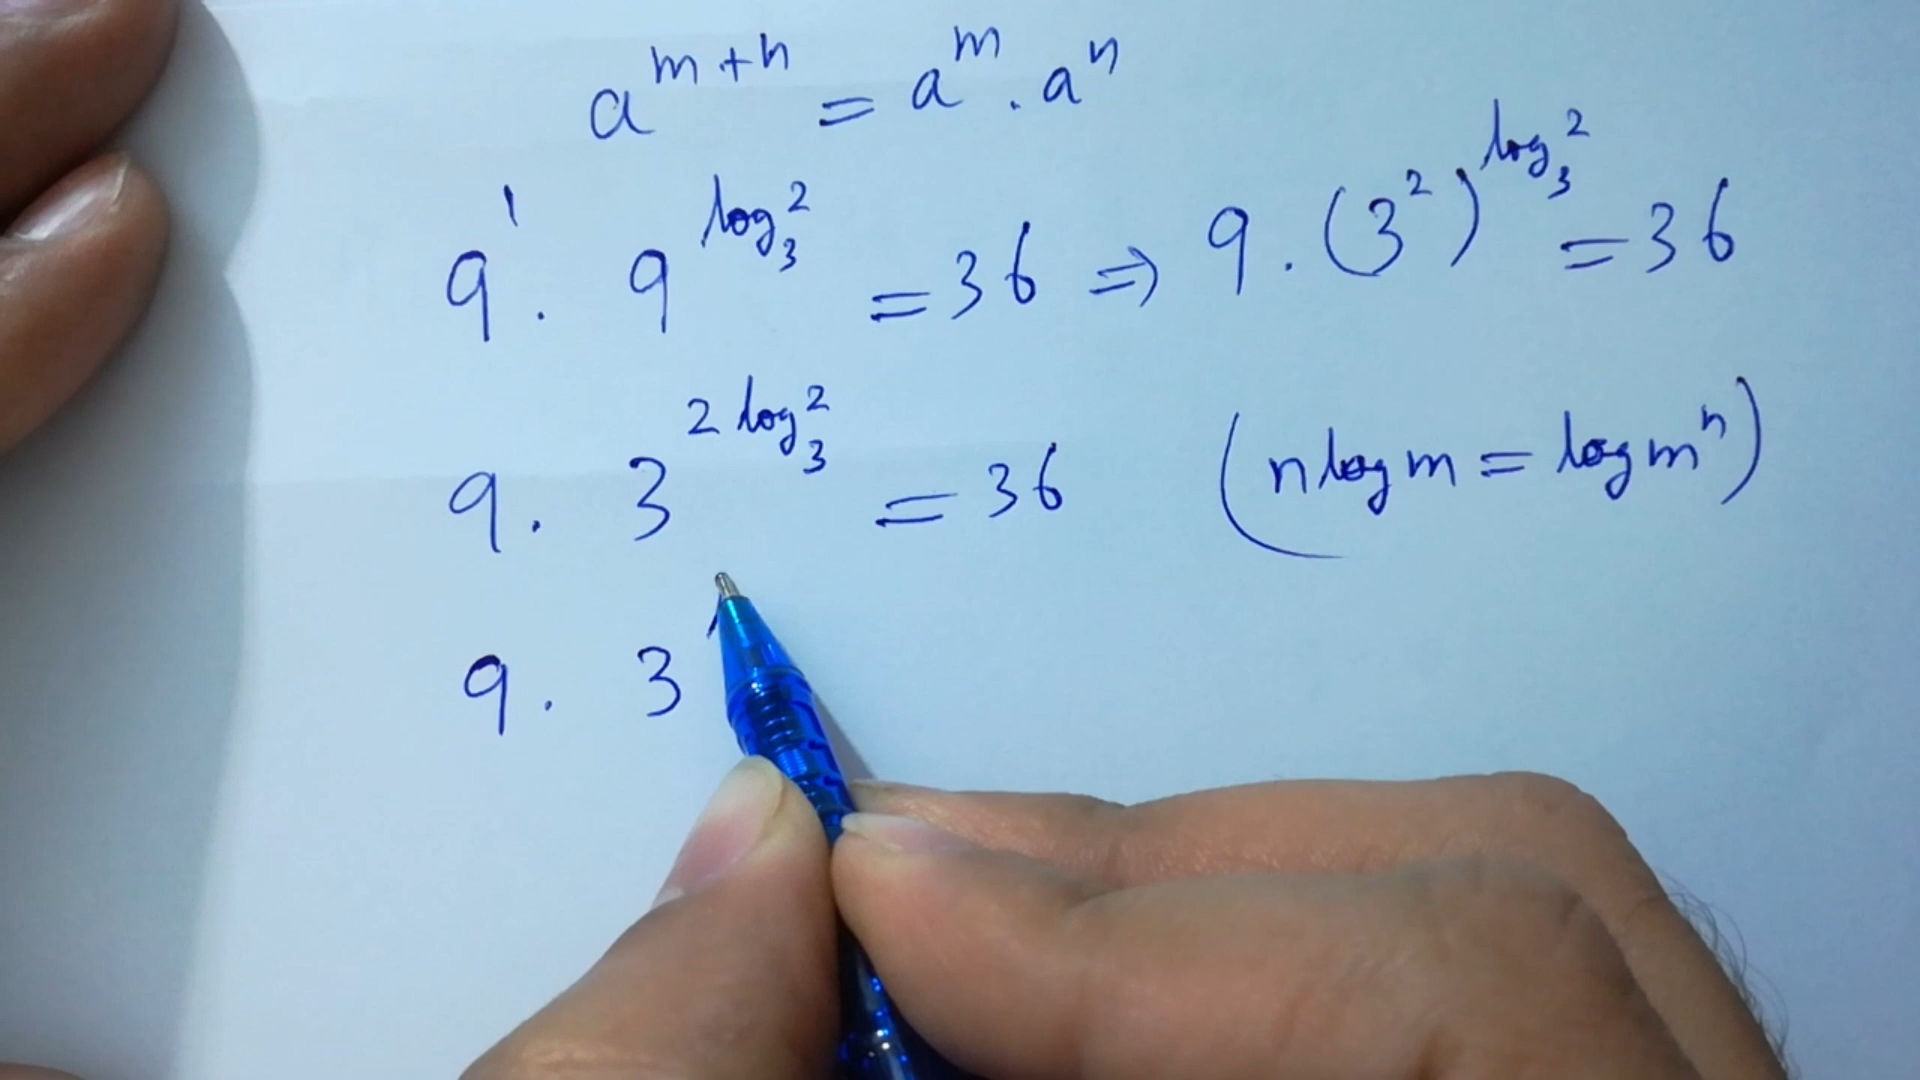 a^{m+n} = a^m . a^n
9^1 . 9^{log_3 2} = 36 ⇒ 9 . (3^2)^{log_3 2} = 36
9 . 3^{2 log_3 2} = 36 (n log m = log m^n)
9 . 3